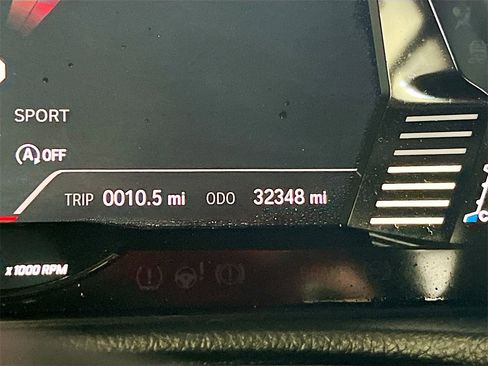 SPORT
A OFF
TRIP 0010.5 mi ODO 32348 mi
x 1000 RPM